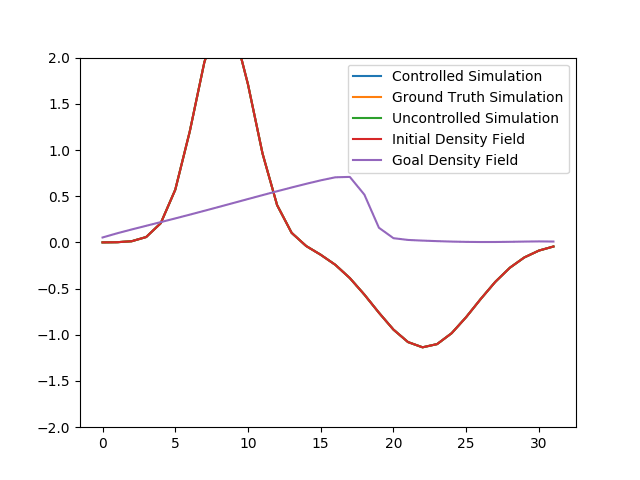 2.0
1.5
1.0
0.5
0.0
−0.5
−1.0
−1.5
−2.0
0 5 10 15 20 25 30
Controlled Simulation
Ground Truth Simulation
Uncontrolled Simulation
Initial Density Field
Goal Density Field